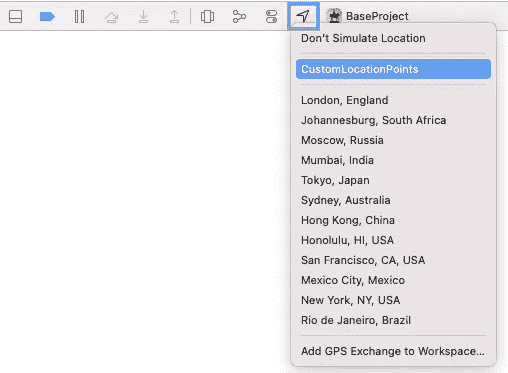 BaseProject
Don't Simulate Location
CustomLocationPoints
London, England
Johannesburg, South Africa
Moscow, Russia
Mumbai, India
Tokyo, Japan
Sydney, Australia
Hong Kong, China
Honolulu, HI, USA
San Francisco, CA, USA
Mexico City, Mexico
New York, NY, USA
Rio de Janeiro, Brazil
Add GPS Exchange to Workspace...